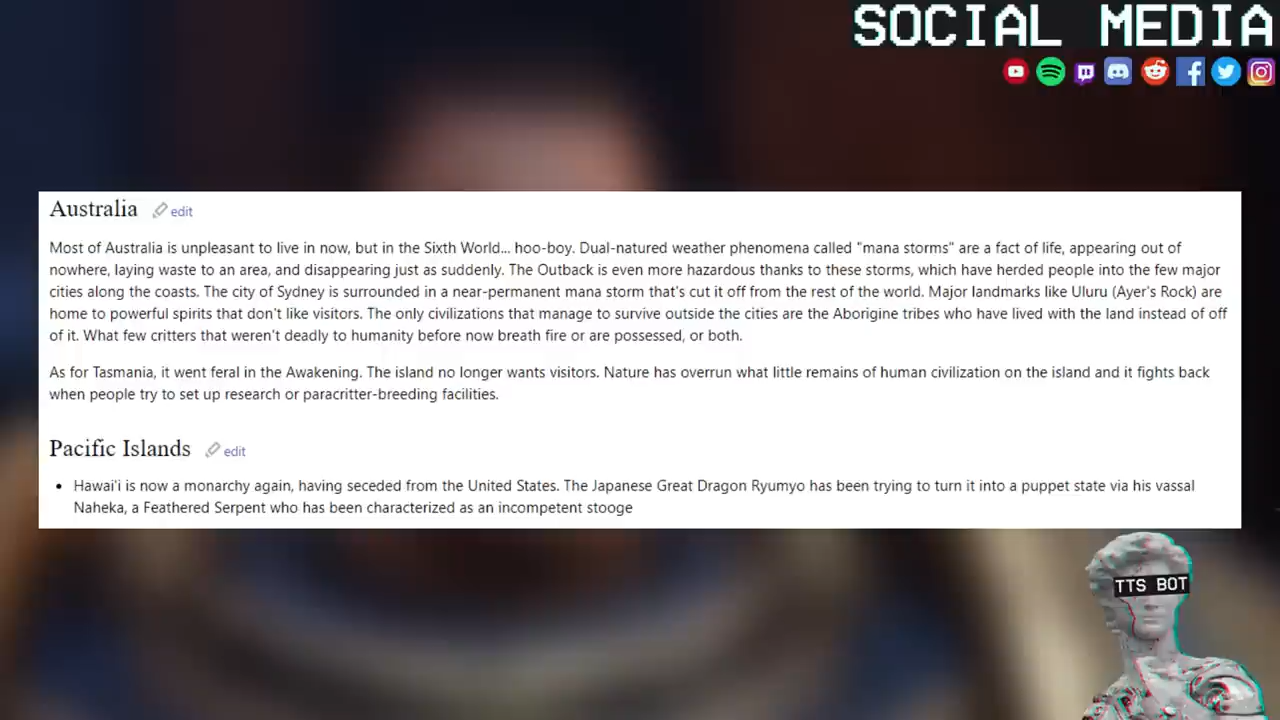 SOCIAL MEDIA
Australia edit
Most of Australia is unpleasant to live in now, but in the Sixth World... hoo-boy. Dual-natured weather phenomena called "mana storms" are a fact of life, appearing out of
nowhere, laying waste to an area, and disappearing just as suddenly. The Outback is even more hazardous thanks to these storms, which have herded people into the few major
cities along the coasts. The city of Sydney is surrounded in a near-permanent mana storm that's cut it off from the rest of the world. Major landmarks like Uluru (Ayer's Rock) are
home to powerful spirits that don't like visitors. The only civilizations that manage to survive outside the cities are the Aborigine tribes who have lived with the land instead of off
of it. What few critters that weren't deadly to humanity before now breath fire or are possessed, or both.
As for Tasmania, it went feral in the Awakening. The island no longer wants visitors. Nature has overrun what little remains of human civilization on the island and it fights back
when people try to set up research or paracritter-breeding facilities.
Pacific Islands edit
• Hawai'i is now a monarchy again, having seceded from the United States. The Japanese Great Dragon Ryumyo has been trying to turn it into a puppet state via his vassal
Naheka, a Feathered Serpent who has been characterized as an incompetent stooge
TTS BOT